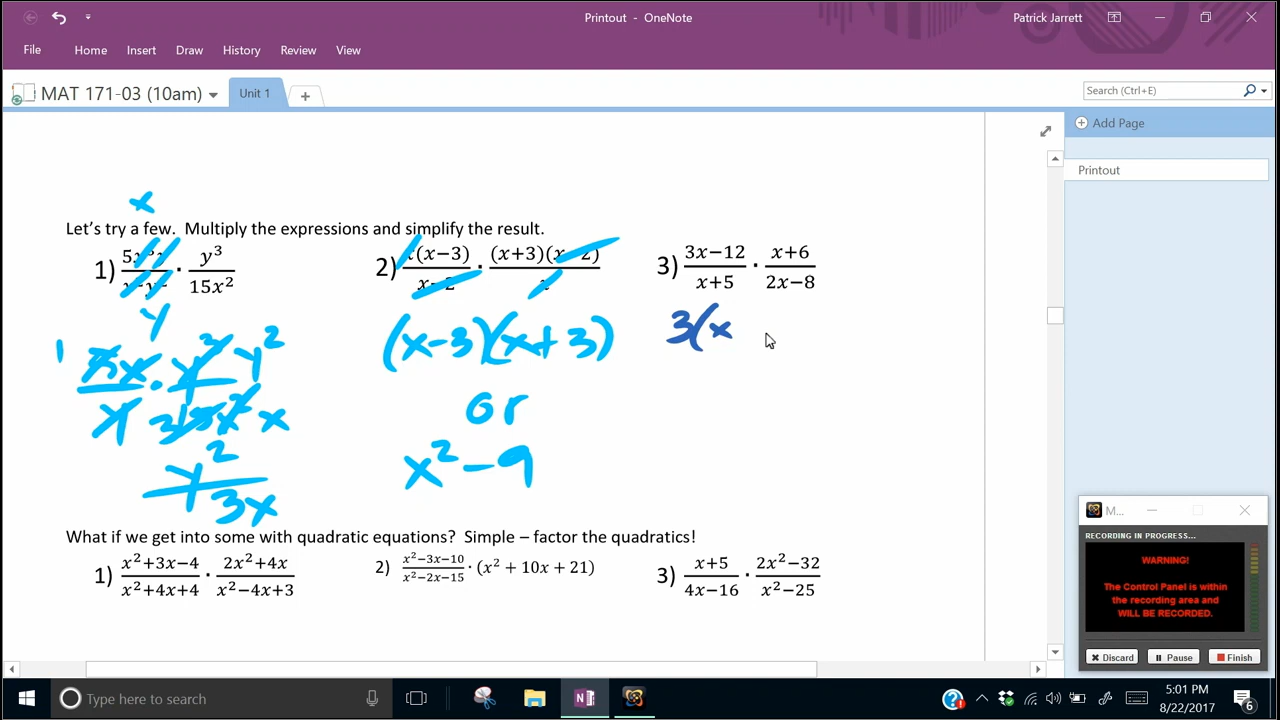 Printout - OneNote
Patrick Jarrett
File Home Insert Draw History Review View
MAT 171-03 (10am) Unit 1
Search (Ctrl+E)
Add Page
Printout
x
Let's try a few. Multiply the expressions and simplify the result.
1) · y³/15x²
2) (x−3)/ · (x+3)(x−2)/x
3) (3x−12)/(x+5) · (x+6)/(2x−8)
y
(x-3)(x+3)
3(x
or
y²/3x
x²-9
What if we get into some with quadratic equations? Simple – factor the quadratics!
1) (x²+3x−4)/(x²+4x+4) · (2x²+4x)/(x²−4x+3)
2) (x²−3x−10)/(x²−2x−15) · (x² + 10x + 21)
3) (x+5)/(4x−16) · (2x²−32)/(x²−25)
M...
RECORDING IN PROGRESS...
WARNING!
The Control Panel is within
the recording area and
WILL BE RECORDED.
Discard Pause Finish
Type here to search
5:01 PM
8/22/2017
6